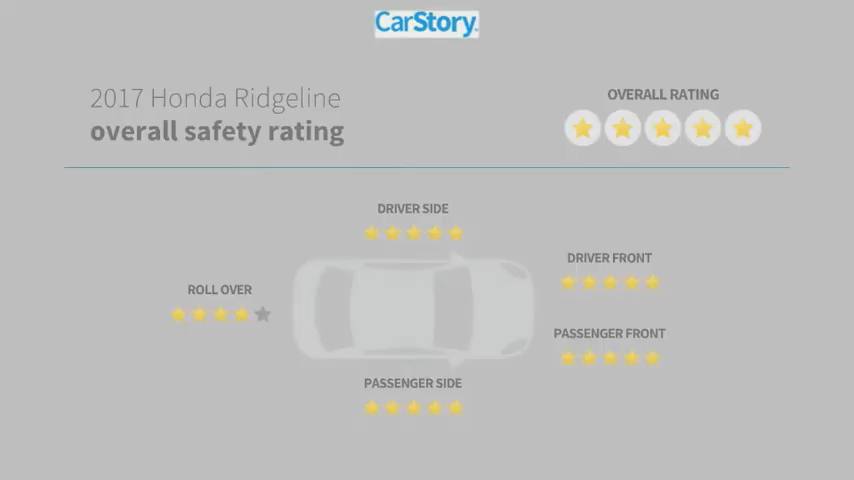 CarStory.
2017 Honda Ridgeline
overall safety rating
OVERALL RATING
DRIVER SIDE
DRIVER FRONT
ROLL OVER
PASSENGER FRONT
PASSENGER SIDE